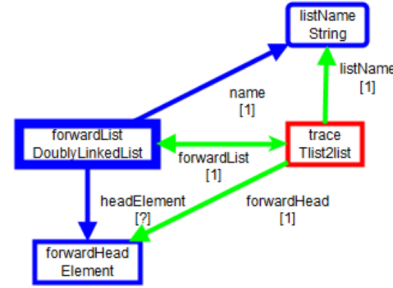 listName
String
listName
[1]
name
[1]
forwardList
DoublyLinkedList
trace
Tlist2list
forwardList
[1]
headElement
[?]
forwardHead
[1]
forwardHead
Element